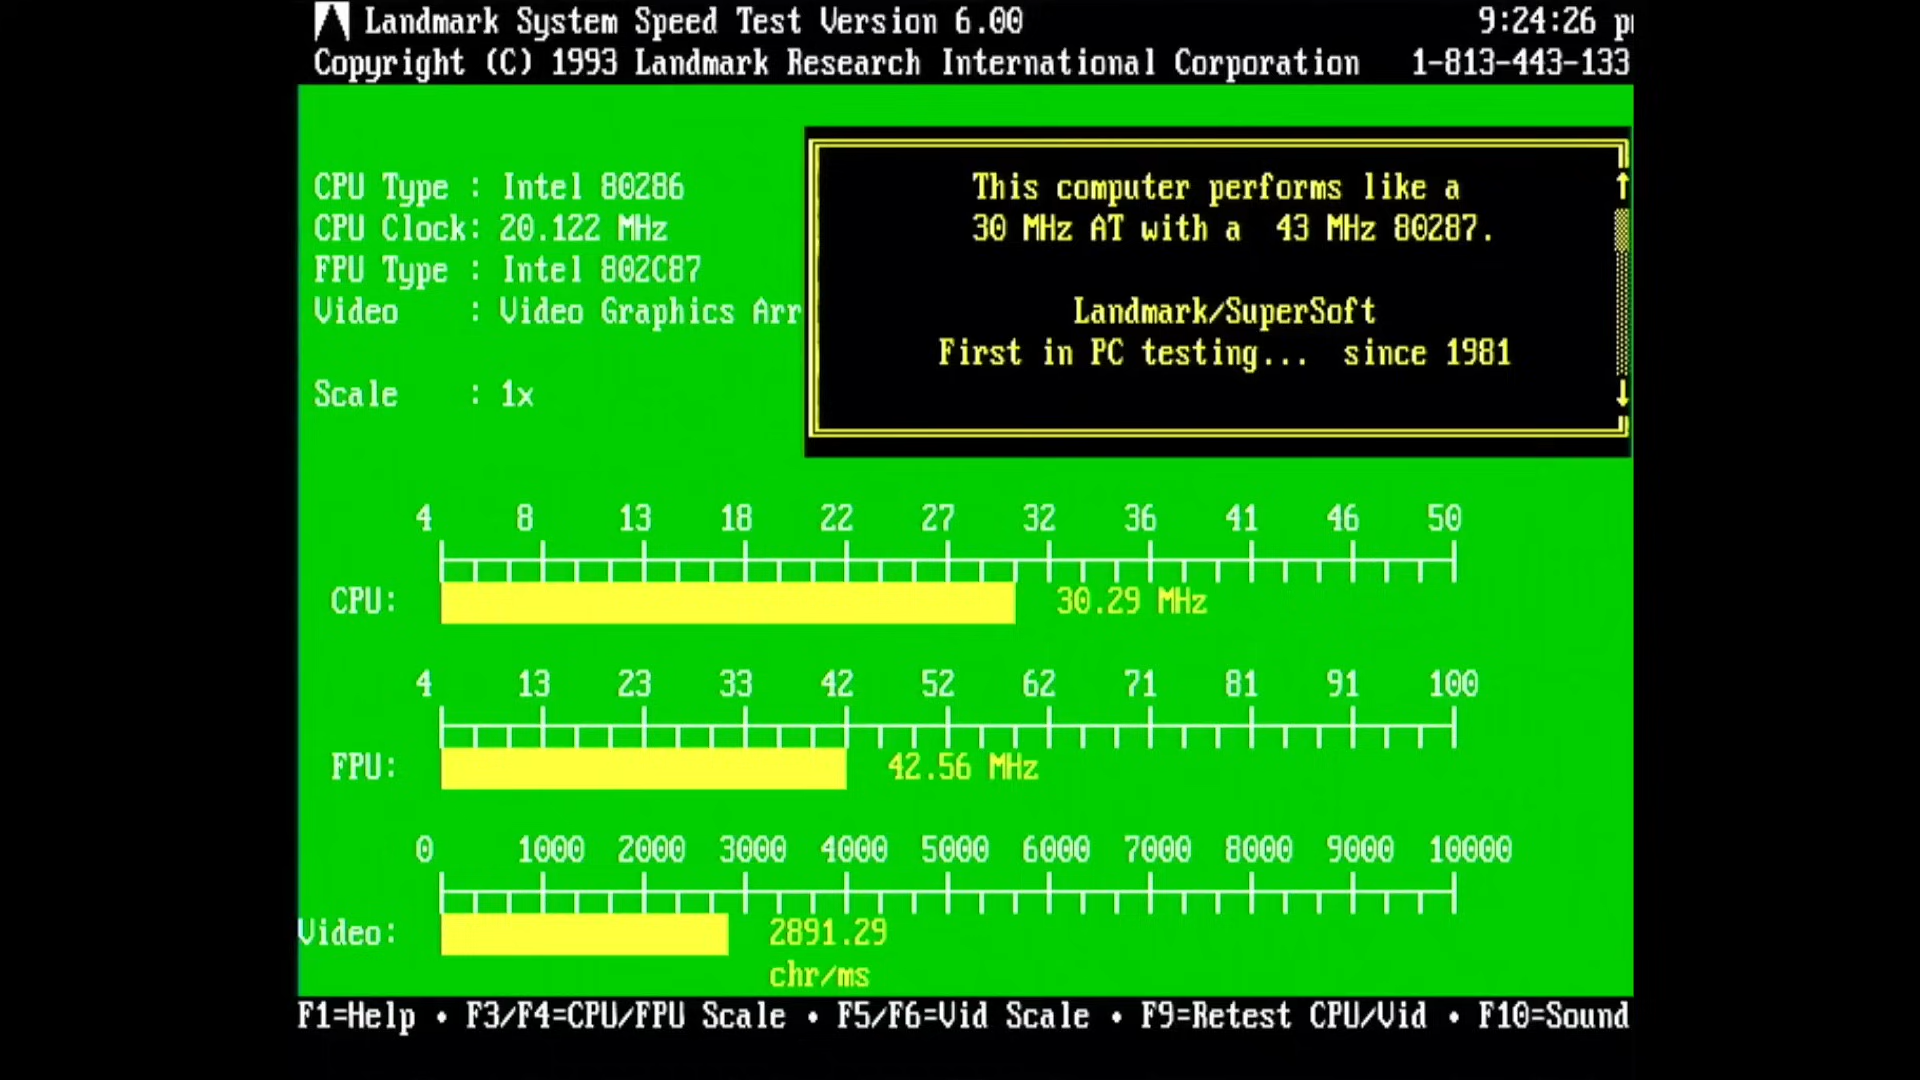 Landmark System Speed Test Version 6.00 9:24:26 p
Copyright (C) 1993 Landmark Research International Corporation 1-813-443-133
CPU Type : Intel 80286
CPU Clock: 20.122 MHz
FPU Type : Intel 802C87
Video : Video Graphics Arr
Scale : 1x
This computer performs like a
30 MHz AT with a 43 MHz 80287.
Landmark/SuperSoft
First in PC testing... since 1981
4 8 13 18 22 27 32 36 41 46 50
CPU: 30.29 MHz
4 13 23 33 42 52 62 71 81 91 100
FPU: 42.56 MHz
0 1000 2000 3000 4000 5000 6000 7000 8000 9000 10000
Video: 2891.29
chr/ms
F1=Help • F3/F4=CPU/FPU Scale • F5/F6=Vid Scale • F9=Retest CPU/Vid • F10=Sound